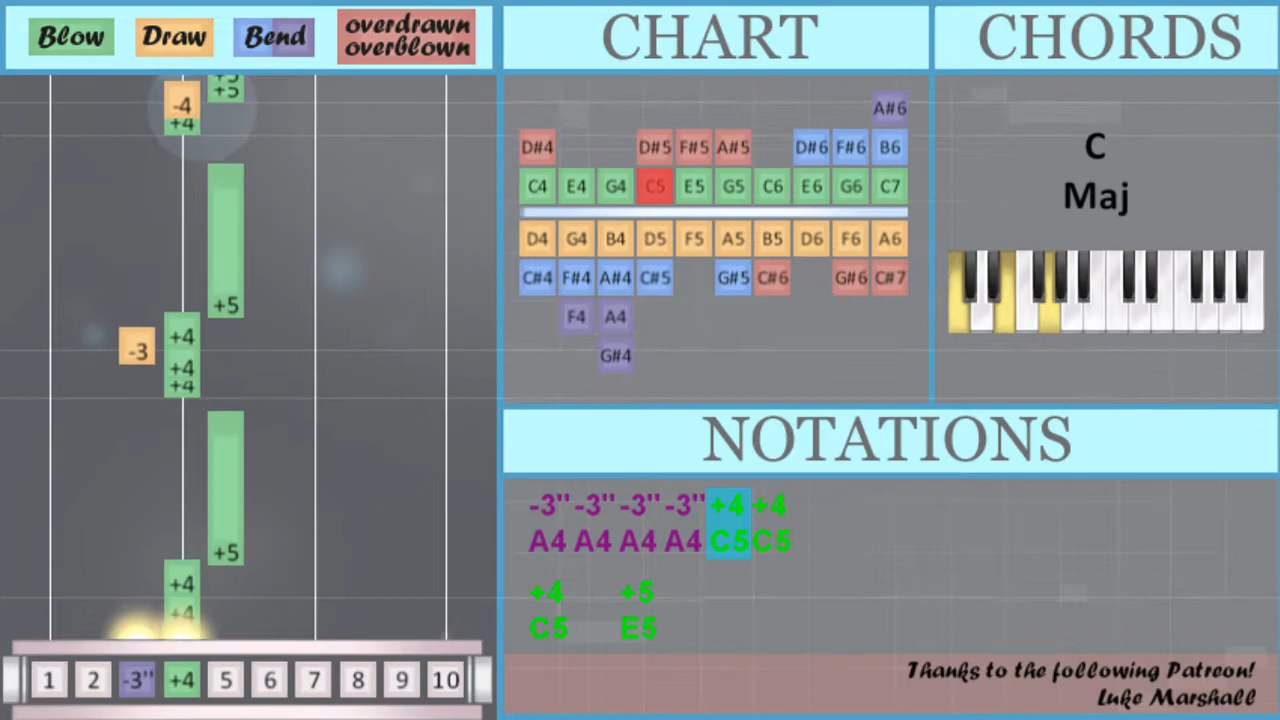 Blow Draw Bend overdrawn
overblown
CHART
CHORDS
+5
+5
-4
+4
+5
+4
-3
+4
+4
+5
+4
+4
1 2 -3" +4 5 6 7 8 9 10
A#6
D#4 D#5 F#5 A#5 D#6 F#6 B6
C4 E4 G4 C5 E5 G5 C6 E6 G6 C7
D4 G4 B4 D5 F5 A5 B5 D6 F6 A6
C#4 F#4 A#4 C#5 G#5 C#6 G#6 C#7
F4 A4
G#4
C
Maj
NOTATIONS
-3" -3" -3" -3" +4 +4
A4 A4 A4 A4 C5 C5
+4 +5
C5 E5
Thanks to the following Patreon!
Luke Marshall